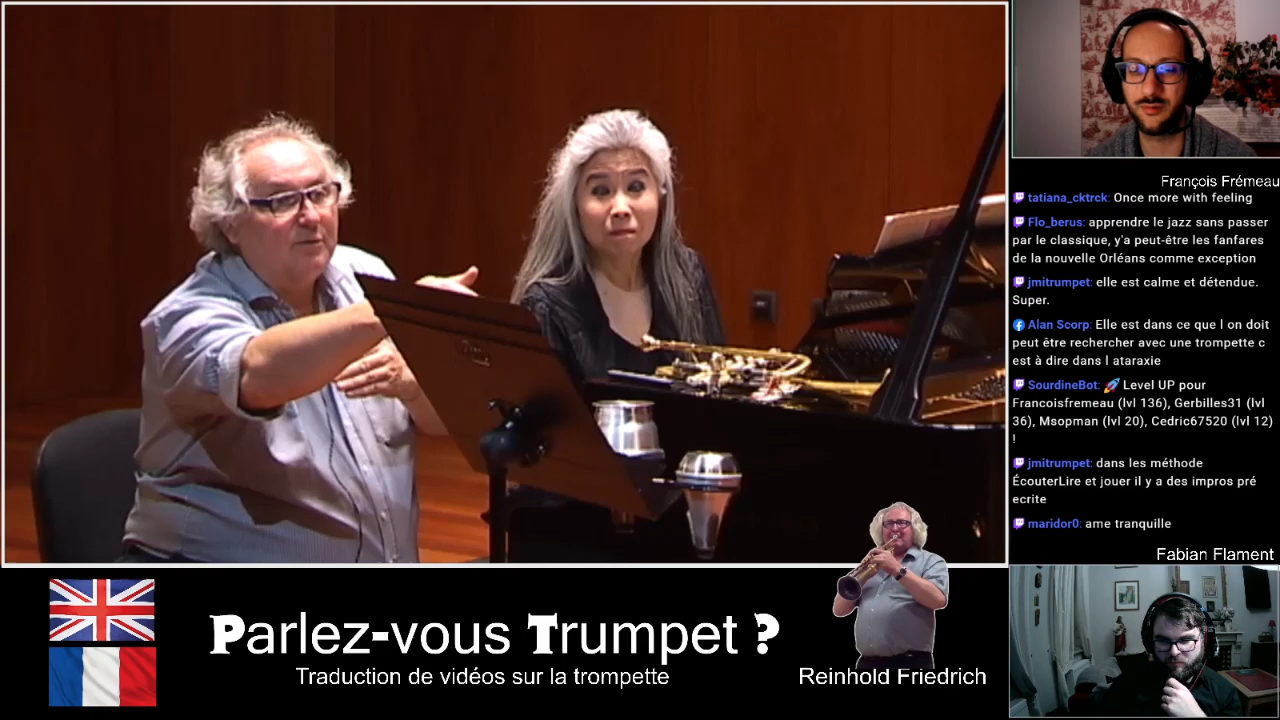 François Frémeau
tatiana_cktrck: Once more with feeling
Flo_berus: apprendre le jazz sans passer
par le classique, y'a peut-être les fanfares
de la nouvelle Orléans comme exception
jmitrumpet: elle est calme et détendue.
Super.
Alan Scorp: Elle est dans ce que l on doit
peut être rechercher avec une trompette c
est à dire dans l ataraxie
SourdineBot: 🚀 Level UP pour
Francoisfremeau (lvl 136), Gerbilles31 (lvl
36), Msopman (lvl 20), Cedric67520 (lvl 12)
!
jmitrumpet: dans les méthode
ÉcouterLire et jouer il y a des impros pré
ecrite
maridor0: ame tranquille
Fabian Flament
Parlez-vous Trumpet ?
Traduction de vidéos sur la trompette
Reinhold Friedrich